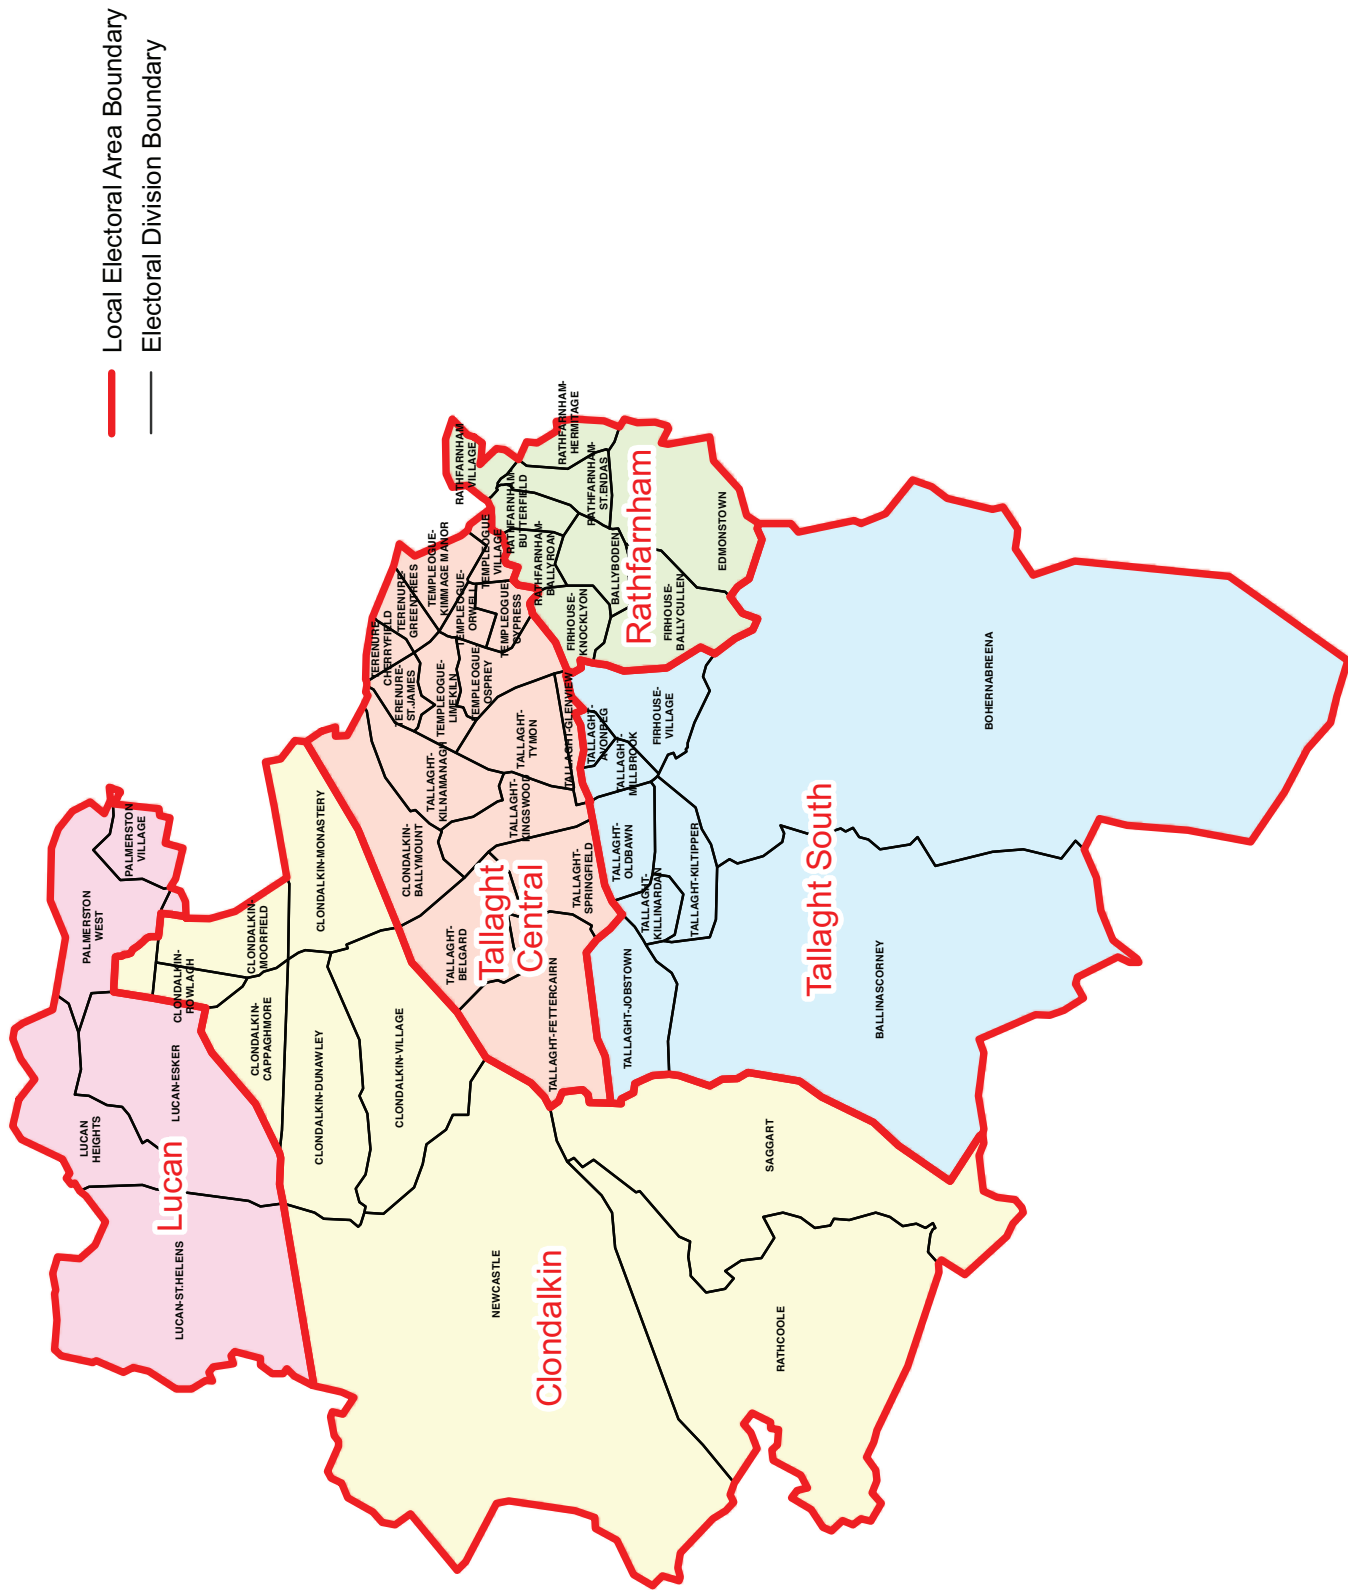 Local Electoral Area Boundary
Electoral Division Boundary
PALMERSTON
VILLAGE
PALMERSTON
WEST
LUCAN
HEIGHTS
LUCAN-ESKER
Lucan
LUCAN-ST.HELENS
CLONDALKIN-
ROWLAGH
CLONDALKIN-
MOORFIELD
CLONDALKIN-
CAPPAGHMORE
CLONDALKIN-MONASTERY
CLONDALKIN-DUNAWLEY
CLONDALKIN-VILLAGE
NEWCASTLE
Clondalkin
SAGGART
RATHCOOLE
TERENURE-
CHERRYFIELD
TERENURE-
GREENTREES
TERENURE-
ST.JAMES
TEMPLEOGUE-
KIMMAGE MANOR
TEMPLEOGUE-
ORWELL
TEMPLEOGUE
VILLAGE
TEMPLEOGUE-
LIMEKILN
TEMPLEOGUE-
OSPREY
TEMPLEOGUE-
CYPRESS
TALLAGHT-
KILNAMANAGH
TALLAGHT-
TYMON
TALLAGHT-
KINGSWOOD
TALLAGHT-GLENVIEW
CLONDALKIN-
BALLYMOUNT
TALLAGHT-
SPRINGFIELD
TALLAGHT-
BELGARD
Tallaght
Central
TALLAGHT-FETTERCAIRN
RATHFARNHAM
VILLAGE
RATHFARNHAM-
HERMITAGE
RATHFARNHAM-
ST.ENDAS
RATHFARNHAM-
BUTTERFIELD
RATHFARNHAM-
BALLYROAN
BALLYBODEN
Rathfarnham
EDMONSTOWN
FIRHOUSE-
KNOCKLYON
FIRHOUSE-
BALLYCULLEN
TALLAGHT-
AVONBEG
TALLAGHT-
MILLBROOK
FIRHOUSE-
VILLAGE
TALLAGHT-
OLDBAWN
TALLAGHT-
KILLINARDAN
TALLAGHT-KILTIPPER
TALLAGHT-JOBSTOWN
Tallaght South
BALLINASCORNEY
BOHERNABREENA